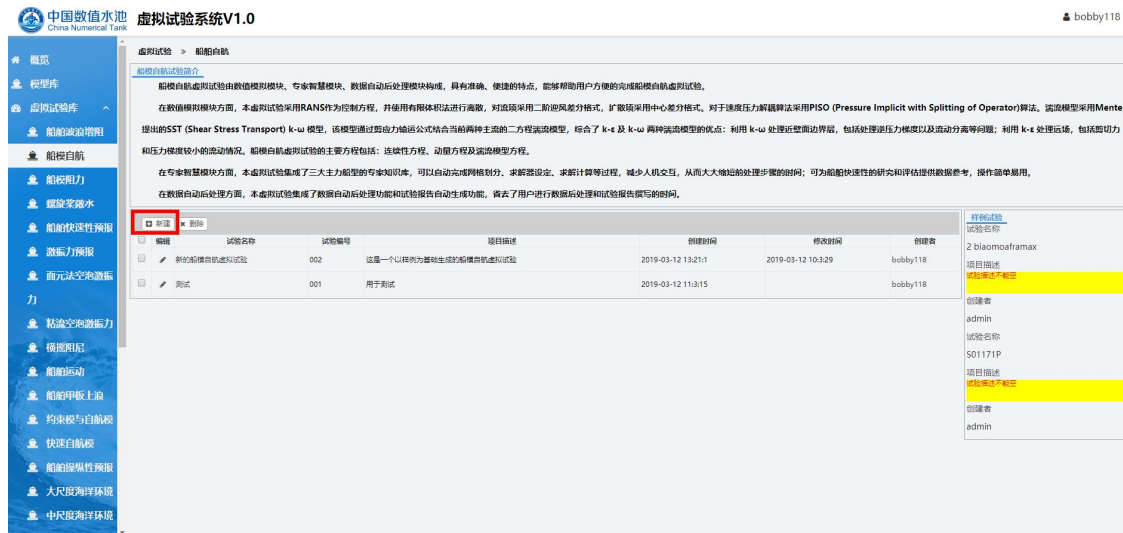 中国数值水池
China Numerical Tank
虚拟试验系统V1.0
bobby118
概览
模型库
虚拟试验库
船舶波浪增阻
船模自航
船模阻力
螺旋桨敞水
船舶快速性预报
激振力预报
面元法空泡激振
力
粘流空泡激振力
横摇阻尼
船舶运动
船舶甲板上浪
约束模与自航模
快速自航模
船舶操纵性预报
大尺度海洋环境
中尺度海洋环境
虚拟试验 » 船舶自航
船模自航试验简介
船模自航虚拟试验由数值模拟模块、专家智慧模块、数据自动后处理模块构成，具有准确、便捷的特点，能够帮助用户方便的完成船模自航虚拟试验。
在数值模拟模块方面，本虚拟试验采用RANS作为控制方程，并使用有限体积法进行离散，对流项采用二阶迎风差分格式，扩散项采用中心差分格式，对于速度压力解耦算法采用PISO (Pressure Implicit with Splitting of Operator)算法。湍流模型采用Mente
提出的SST (Shear Stress Transport) k-ω 模型，该模型通过剪应力输运公式结合当前两种主流的二方程湍流模型，综合了 k-ε 及 k-ω 两种湍流模型的优点：利用 k-ω 处理近壁面边界层，包括处理逆压力梯度以及流动分离等问题；利用 k-ε 处理远场，包括剪切力
和压力梯度较小的流动情况。船模自航虚拟试验的主要方程包括：连续性方程、动量方程及湍流模型方程。
在专家智慧模块方面，本虚拟试验集成了三大主力船型的专家知识库，可以自动完成网格划分、求解器设定、求解计算等过程，减少人机交互，从而大大缩短的处理步骤的时间；可为船舶快速性的研究和评估提供数据参考，操作简单易用。
在数据自动后处理方面，本虚拟试验集成了数据自动后处理功能和试验报告自动生成功能，省去了用户进行数据后处理和试验报告撰写的时间。
新建 删除
编辑 试验名称 试验编号 项目描述 创建时间 修改时间 创建者
新的船模自航虚拟试验 002 这是一个以样例为基础生成的船模自航虚拟试验 2019-03-12 13:21:1 2019-03-12 10:3:29 bobby118
测试 001 用于测试 2019-03-12 11:3:15 bobby118
样例试验
试验名称
2 biaomoaframax
项目描述
试验描述不能空
创建者
admin
试验名称
S01171P
项目描述
试验描述不能空
创建者
admin